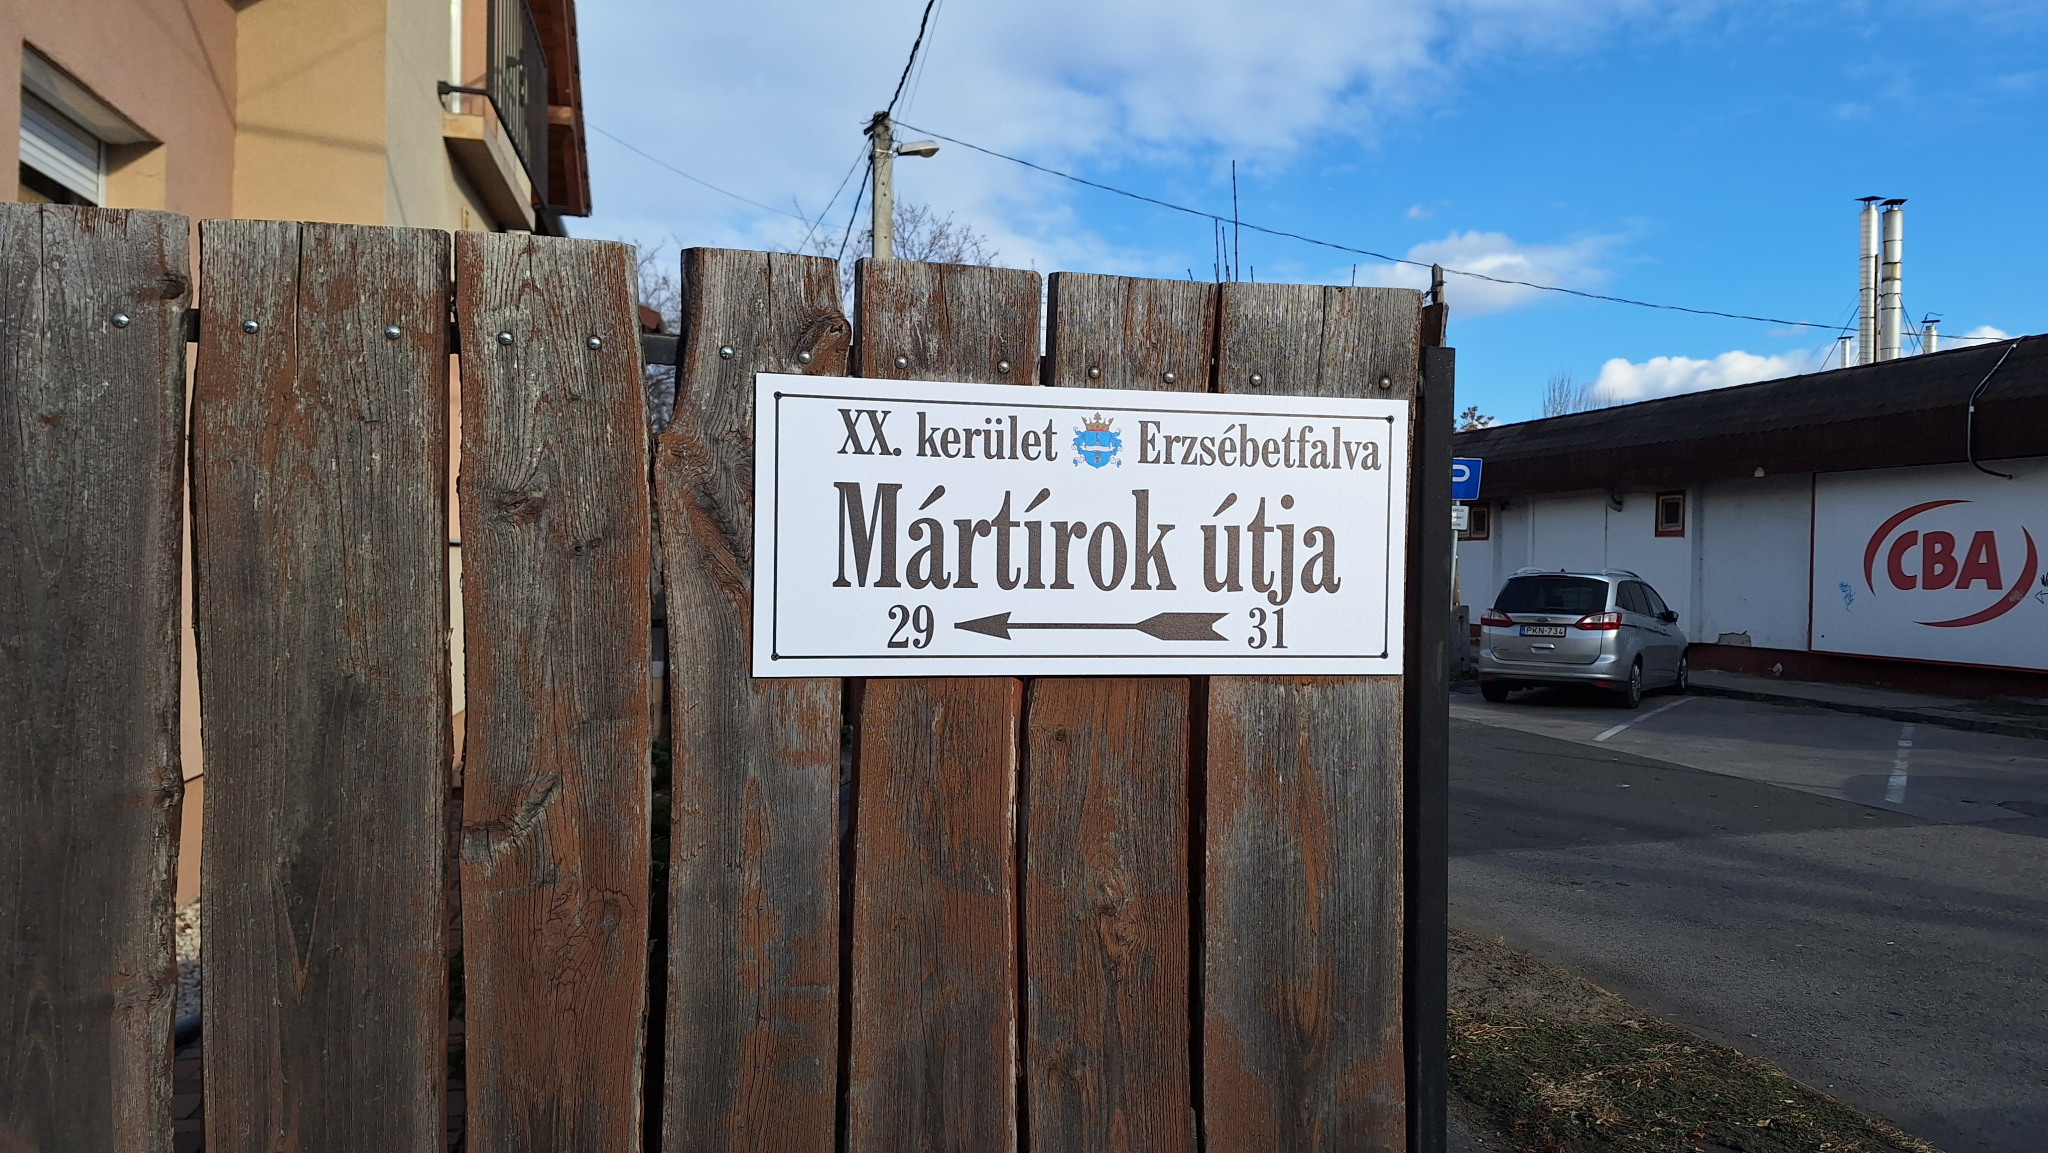 XX. kerület Erzsébetfalva
Mártírok útja
29 31
P
CBA
PKN-734